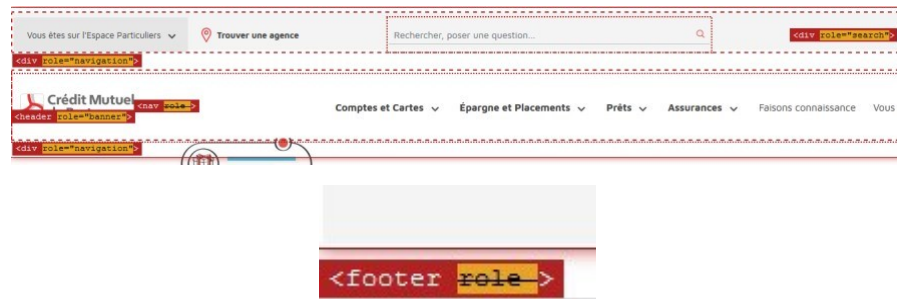 Vous êtes sur l'Espace Particuliers
Trouver une agence
Rechercher, poser une question...
<div role="search">
<div role="navigation">
Crédit Mutuel
<nav role >
<header role="banner">
Comptes et Cartes
Épargne et Placements
Prêts
Assurances
Faisons connaissance
Vous
<div role="navigation">
<footer role >